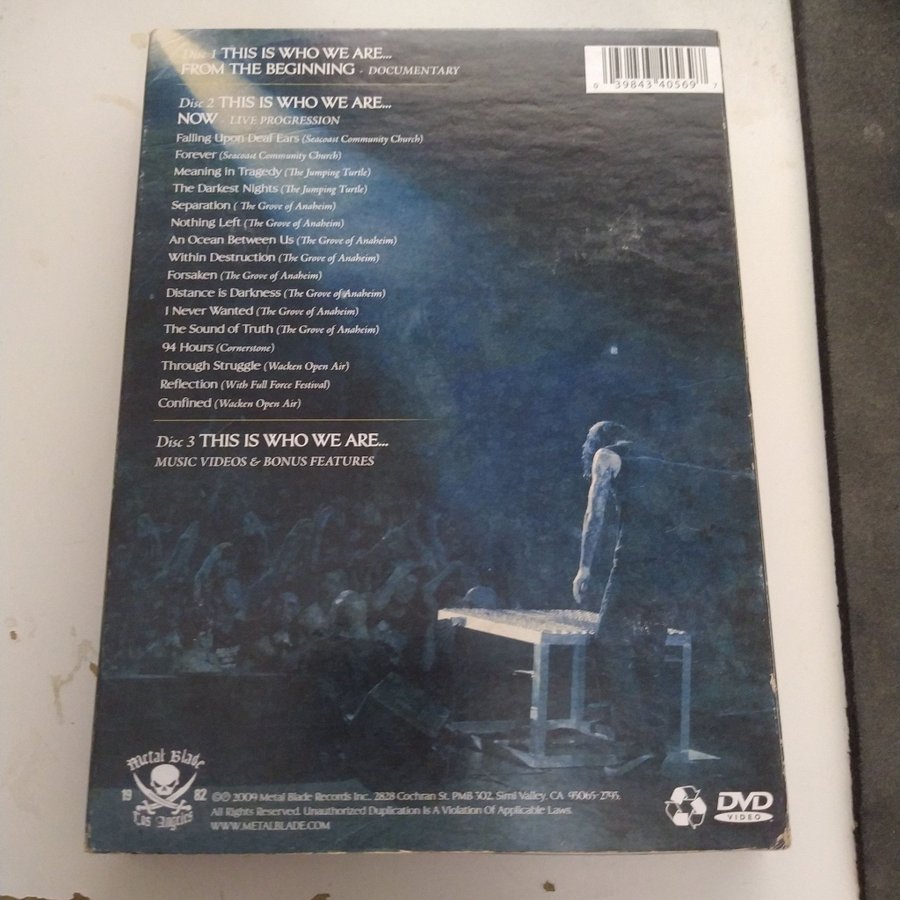 Disc 1 THIS IS WHO WE ARE...
FROM THE BEGINNING - DOCUMENTARY
0 39843 40569 7
Disc 2 THIS IS WHO WE ARE...
NOW - LIVE PROGRESSION
Falling Upon Deaf Ears (Seacoast Community Church)
Forever (Seacoast Community Church)
Meaning in Tragedy (The Jumping Turtle)
The Darkest Nights (The Jumping Turtle)
Separation ( The Grove of Anaheim)
Nothing Left (The Grove of Anaheim)
An Ocean Between Us (The Grove of Anaheim)
Within Destruction (The Grove of Anaheim)
Forsaken (The Grove of Anaheim)
Distance is Darkness (The Grove of Anaheim)
I Never Wanted (The Grove of Anaheim)
The Sound of Truth (The Grove of Anaheim)
94 Hours (Cornerstone)
Through Struggle (Wacken Open Air)
Reflection (With Full Force Festival)
Confined (Wacken Open Air)
Disc 3 THIS IS WHO WE ARE...
MUSIC VIDEOS & BONUS FEATURES
Metal Blade
19 82
Los Angeles
©℗ 2009 Metal Blade Records Inc. 2828 Cochran St. PMB 302, Simi Valley, CA 93065-2793.
All Rights Reserved. Unauthorized Duplication Is A Violation Of Applicable Laws.
WWW.METALBLADE.COM
DVD
VIDEO